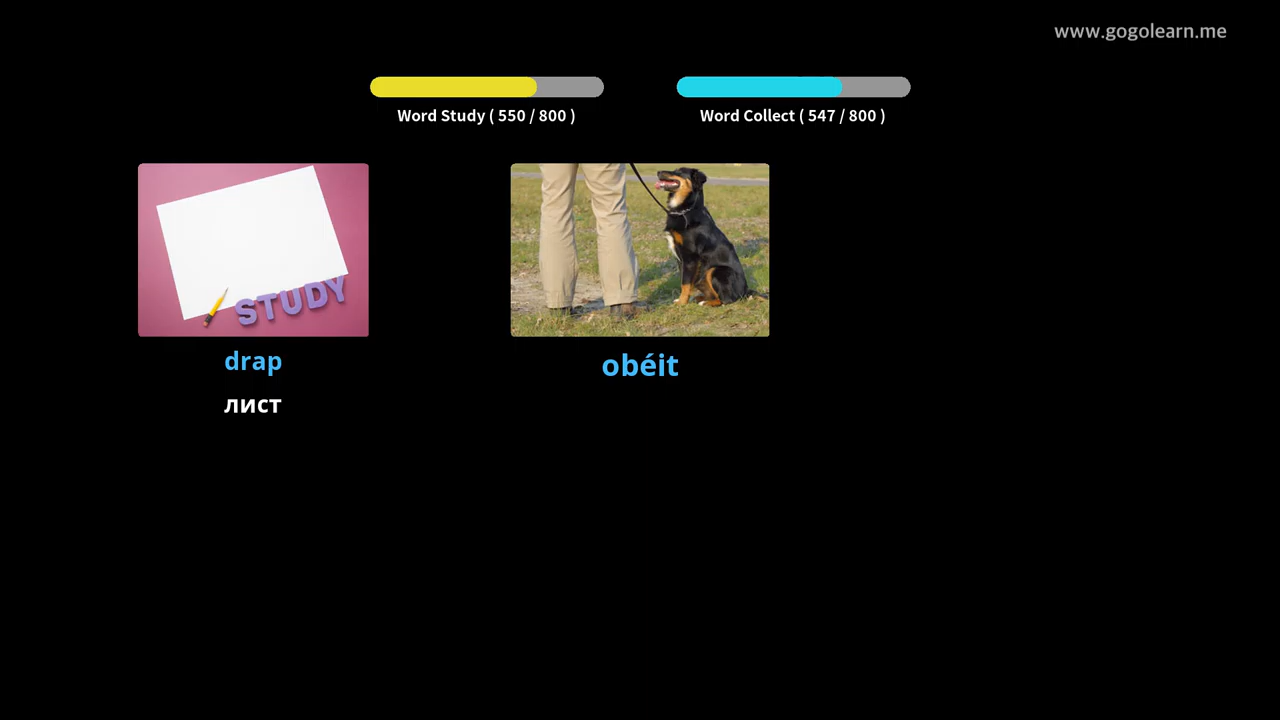 www.gogolearn.me
Word Study ( 550 / 800 )
Word Collect ( 547 / 800 )
STUDY
drap
лист
obéit